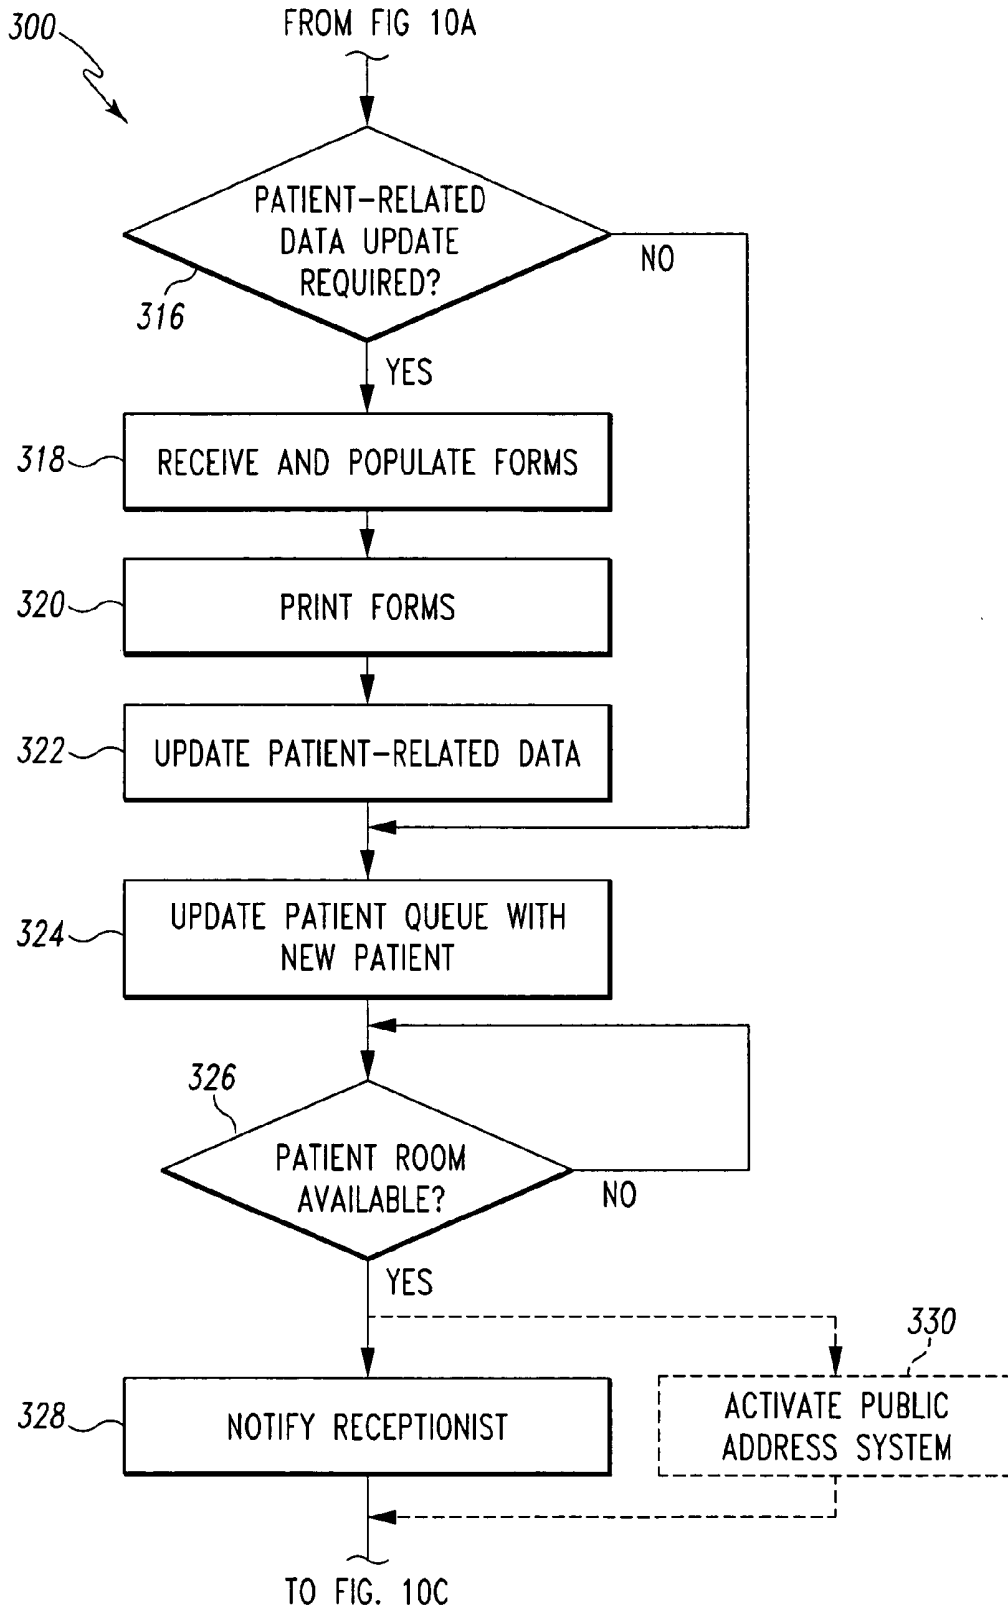 300
FROM FIG 10A
PATIENT-RELATED
DATA UPDATE
REQUIRED?
NO
316
YES
318
RECEIVE AND POPULATE FORMS
320
PRINT FORMS
322
UPDATE PATIENT-RELATED DATA
324
UPDATE PATIENT QUEUE WITH
NEW PATIENT
326
PATIENT ROOM
AVAILABLE?
NO
YES
330
328
NOTIFY RECEPTIONIST
ACTIVATE PUBLIC
ADDRESS SYSTEM
TO FIG. 10C